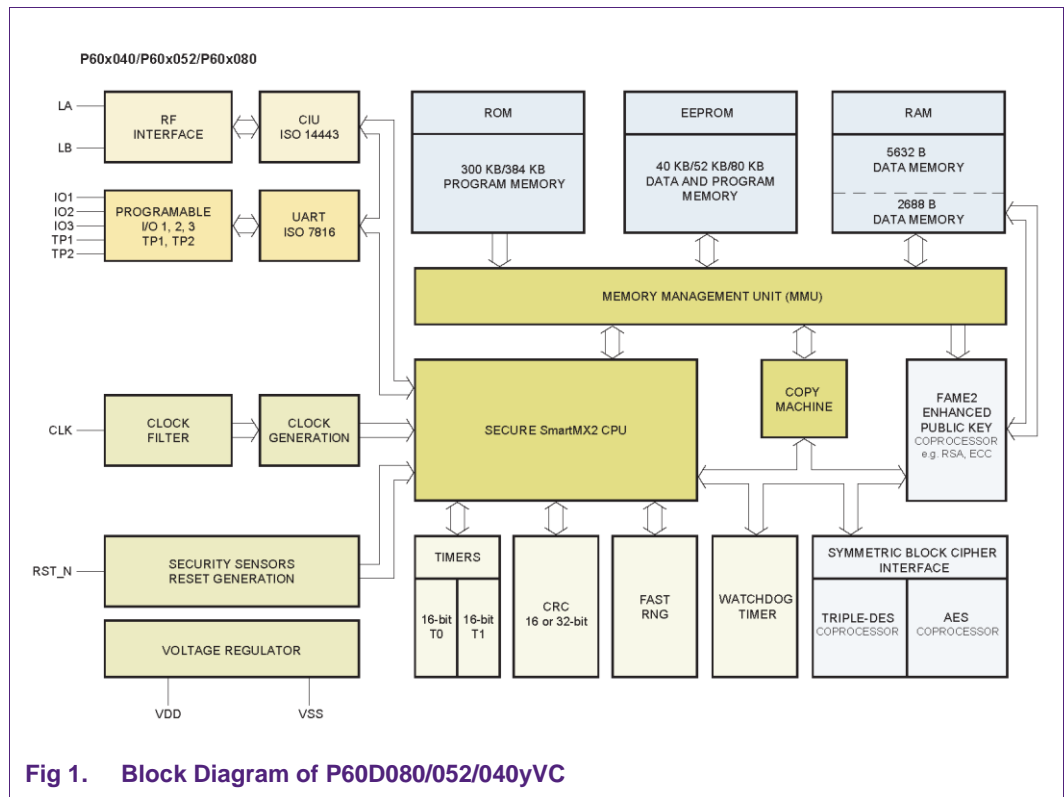 P60x040/P60x052/P60x080
LA
LB
RF
INTERFACE
CIU
ISO 14443
IO1
IO2
IO3
TP1
TP2
PROGRAMABLE
I/O 1, 2, 3
TP1, TP2
UART
ISO 7816
ROM
300 KB/384 KB
PROGRAM MEMORY
EEPROM
40 KB/52 KB/80 KB
DATA AND PROGRAM
MEMORY
RAM
5632 B
DATA MEMORY
2688 B
DATA MEMORY
MEMORY MANAGEMENT UNIT (MMU)
CLK
CLOCK
FILTER
CLOCK
GENERATION
SECURE SmartMX2 CPU
COPY
MACHINE
FAME2
ENHANCED
PUBLIC KEY
COPROCESSOR
e.g. RSA, ECC
RST_N
SECURITY SENSORS
RESET GENERATION
VOLTAGE REGULATOR
VDD
VSS
TIMERS
16-bit
T0
16-bit
T1
CRC
16 or 32-bit
FAST
RNG
WATCHDOG
TIMER
SYMMETRIC BLOCK CIPHER
INTERFACE
TRIPLE-DES
COPROCESSOR
AES
COPROCESSOR
Fig 1. Block Diagram of P60D080/052/040yVC